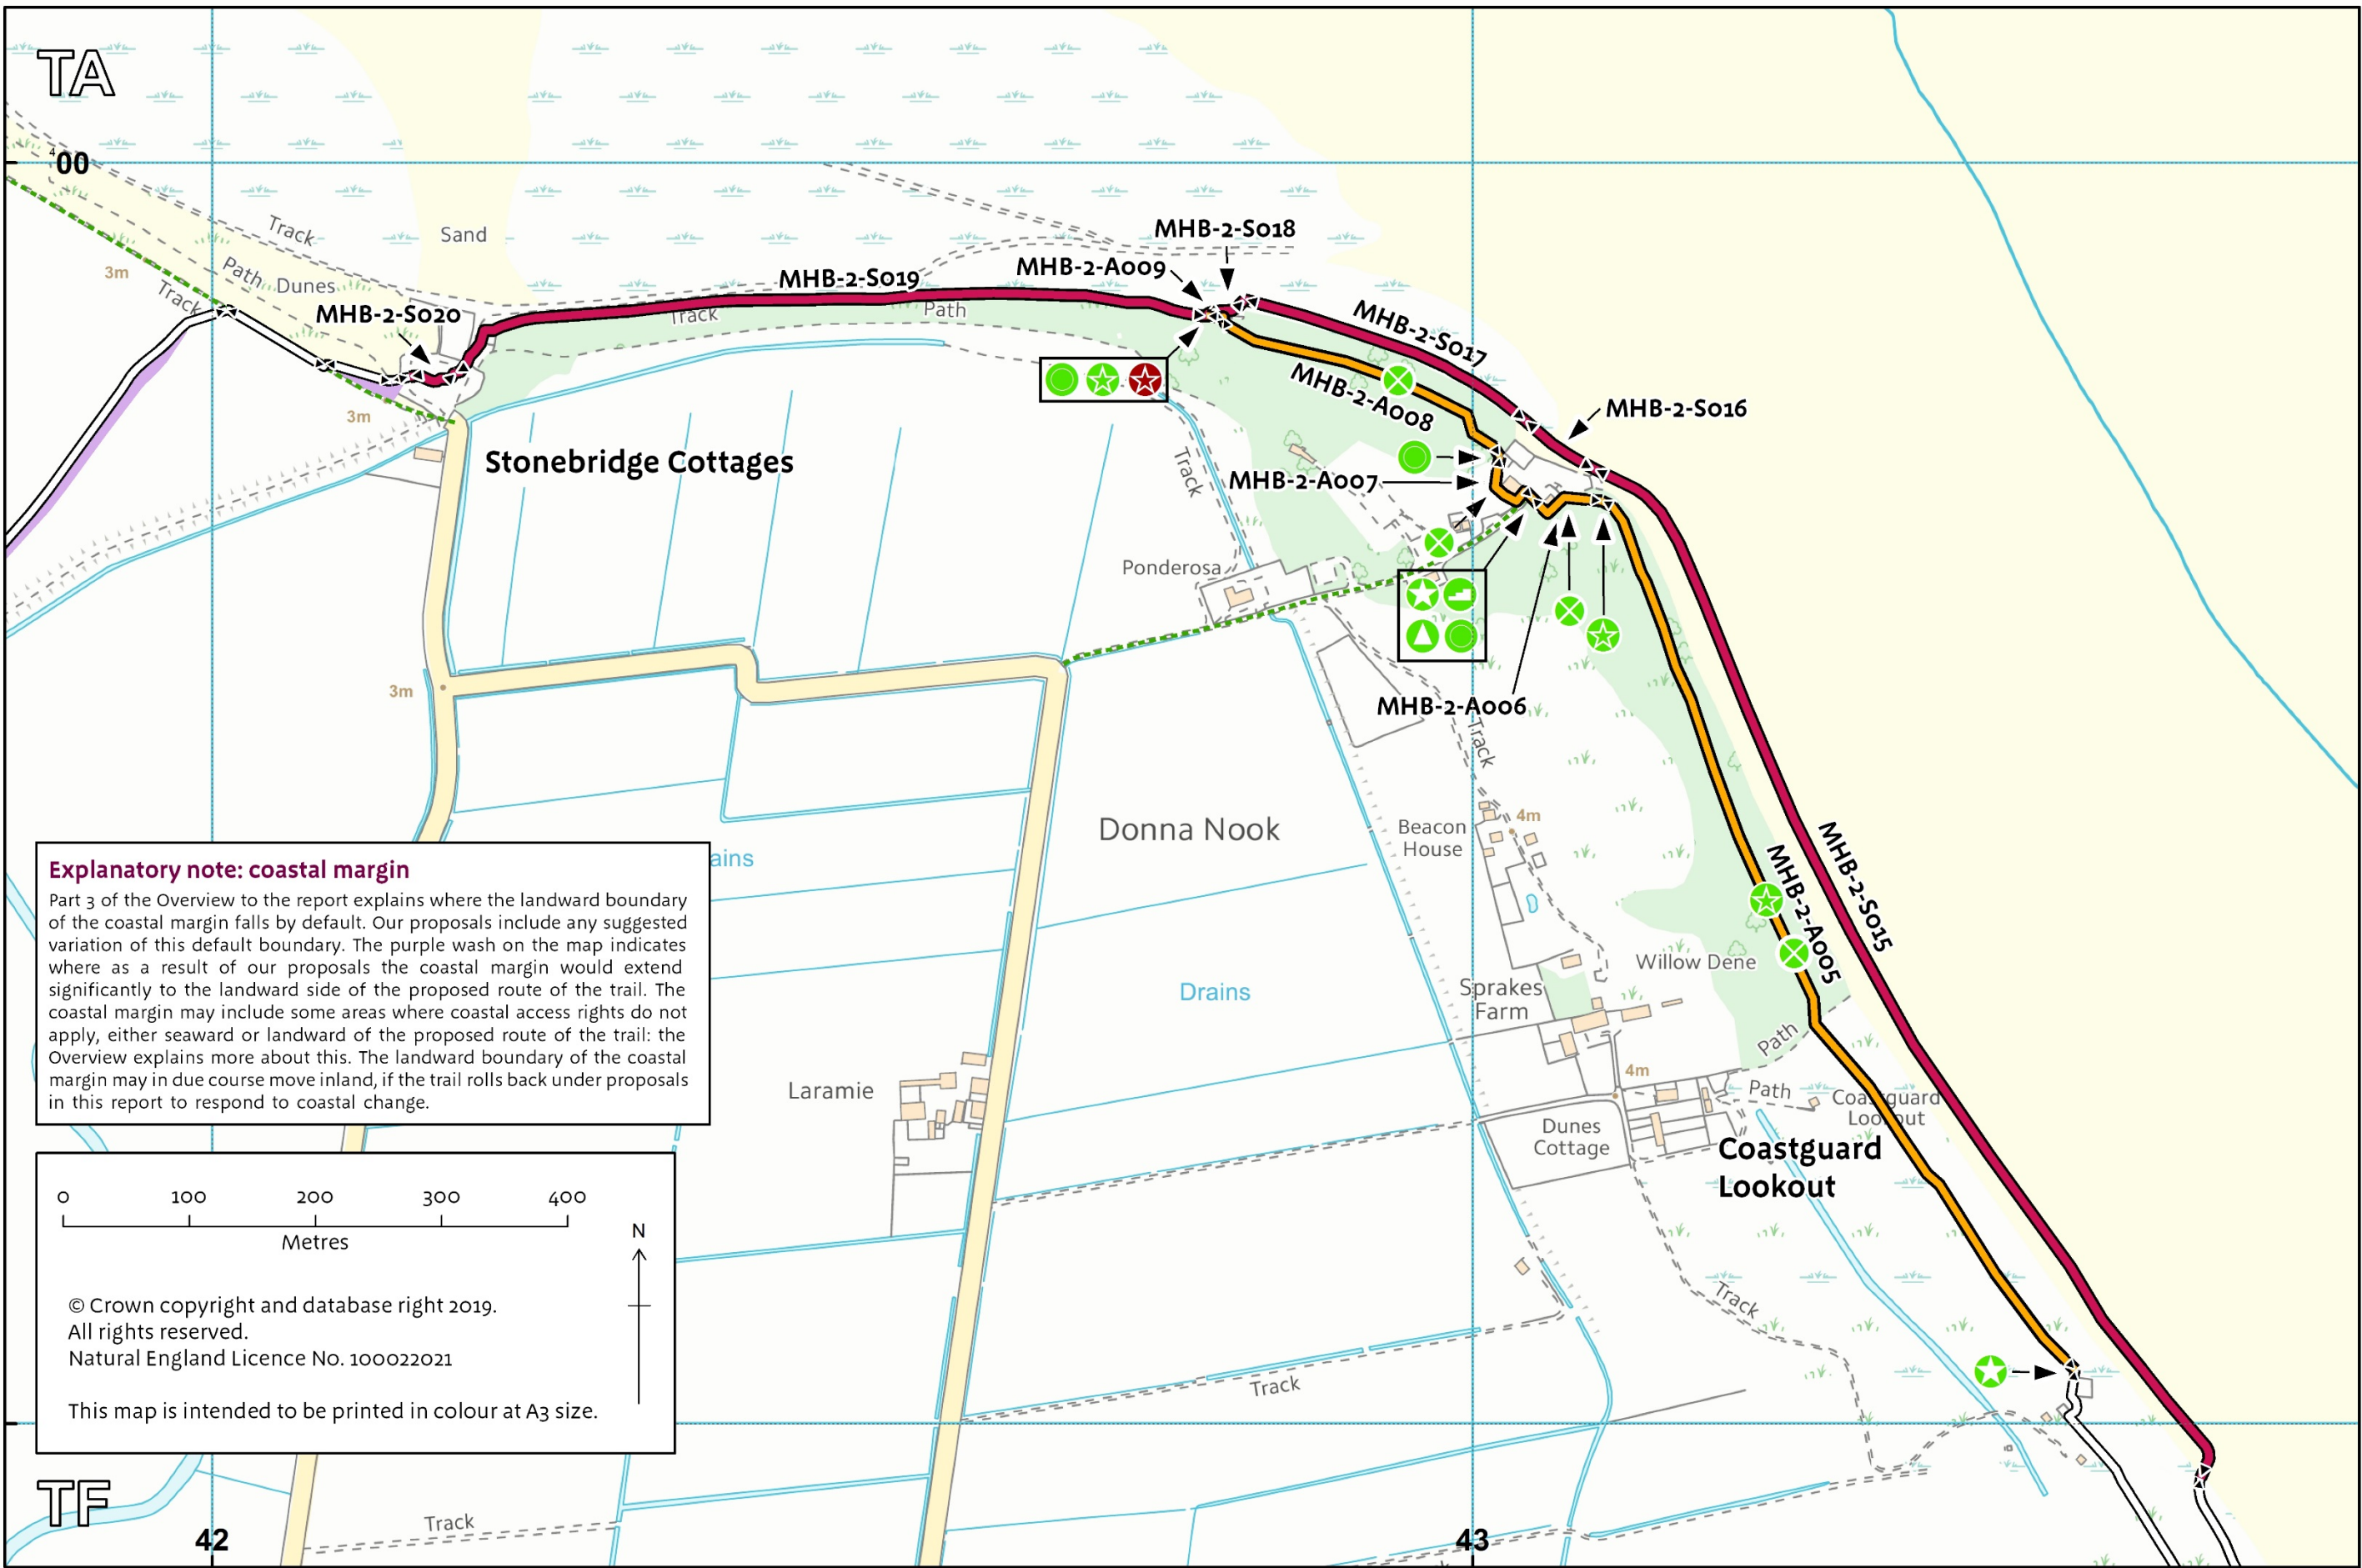 TA
⁴00
Track
Sand
MHB-2-S018
MHB-2-A009
MHB-2-S019
3m
Path
Dunes
Track
MHB-2-S020
Track
Path
MHB-2-S017
MHB-2-A008
MHB-2-S016
3m
Stonebridge Cottages
Track
MHB-2-A007
Ponderosa
3m
MHB-2-A006
Track
Donna Nook
Beacon
House
4m
MHB-2-A005
MHB-2-S015
Willow Dene
Sprakes
Farm
Drains
Path
4m
Path
Coastguard
Lookout
Laramie
Dunes
Cottage
Coastguard
Lookout
Track
Track
ains
Explanatory note: coastal margin
Part 3 of the Overview to the report explains where the landward boundary
of the coastal margin falls by default. Our proposals include any suggested
variation of this default boundary. The purple wash on the map indicates
where as a result of our proposals the coastal margin would extend
significantly to the landward side of the proposed route of the trail. The
coastal margin may include some areas where coastal access rights do not
apply, either seaward or landward of the proposed route of the trail: the
Overview explains more about this. The landward boundary of the coastal
margin may in due course move inland, if the trail rolls back under proposals
in this report to respond to coastal change.
0 100 200 300 400
Metres
N
© Crown copyright and database right 2019.
All rights reserved.
Natural England Licence No. 100022021
This map is intended to be printed in colour at A3 size.
TF
Track
42
43